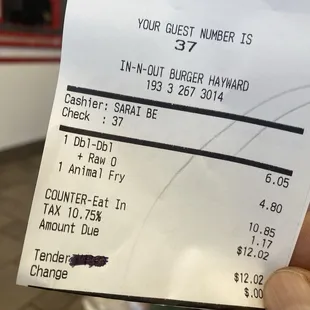 YOUR GUEST NUMBER IS
37
IN-N-OUT BURGER HAYWARD
193 3 267 3014
Cashier: SARAI BE
Check : 37
1 Dbl-Dbl 6.05
+ Raw O
1 Animal Fry 4.80
COUNTER-Eat In 10.85
TAX 10.75% 1.17
Amount Due $12.02
Tender $12.02
Change $.00